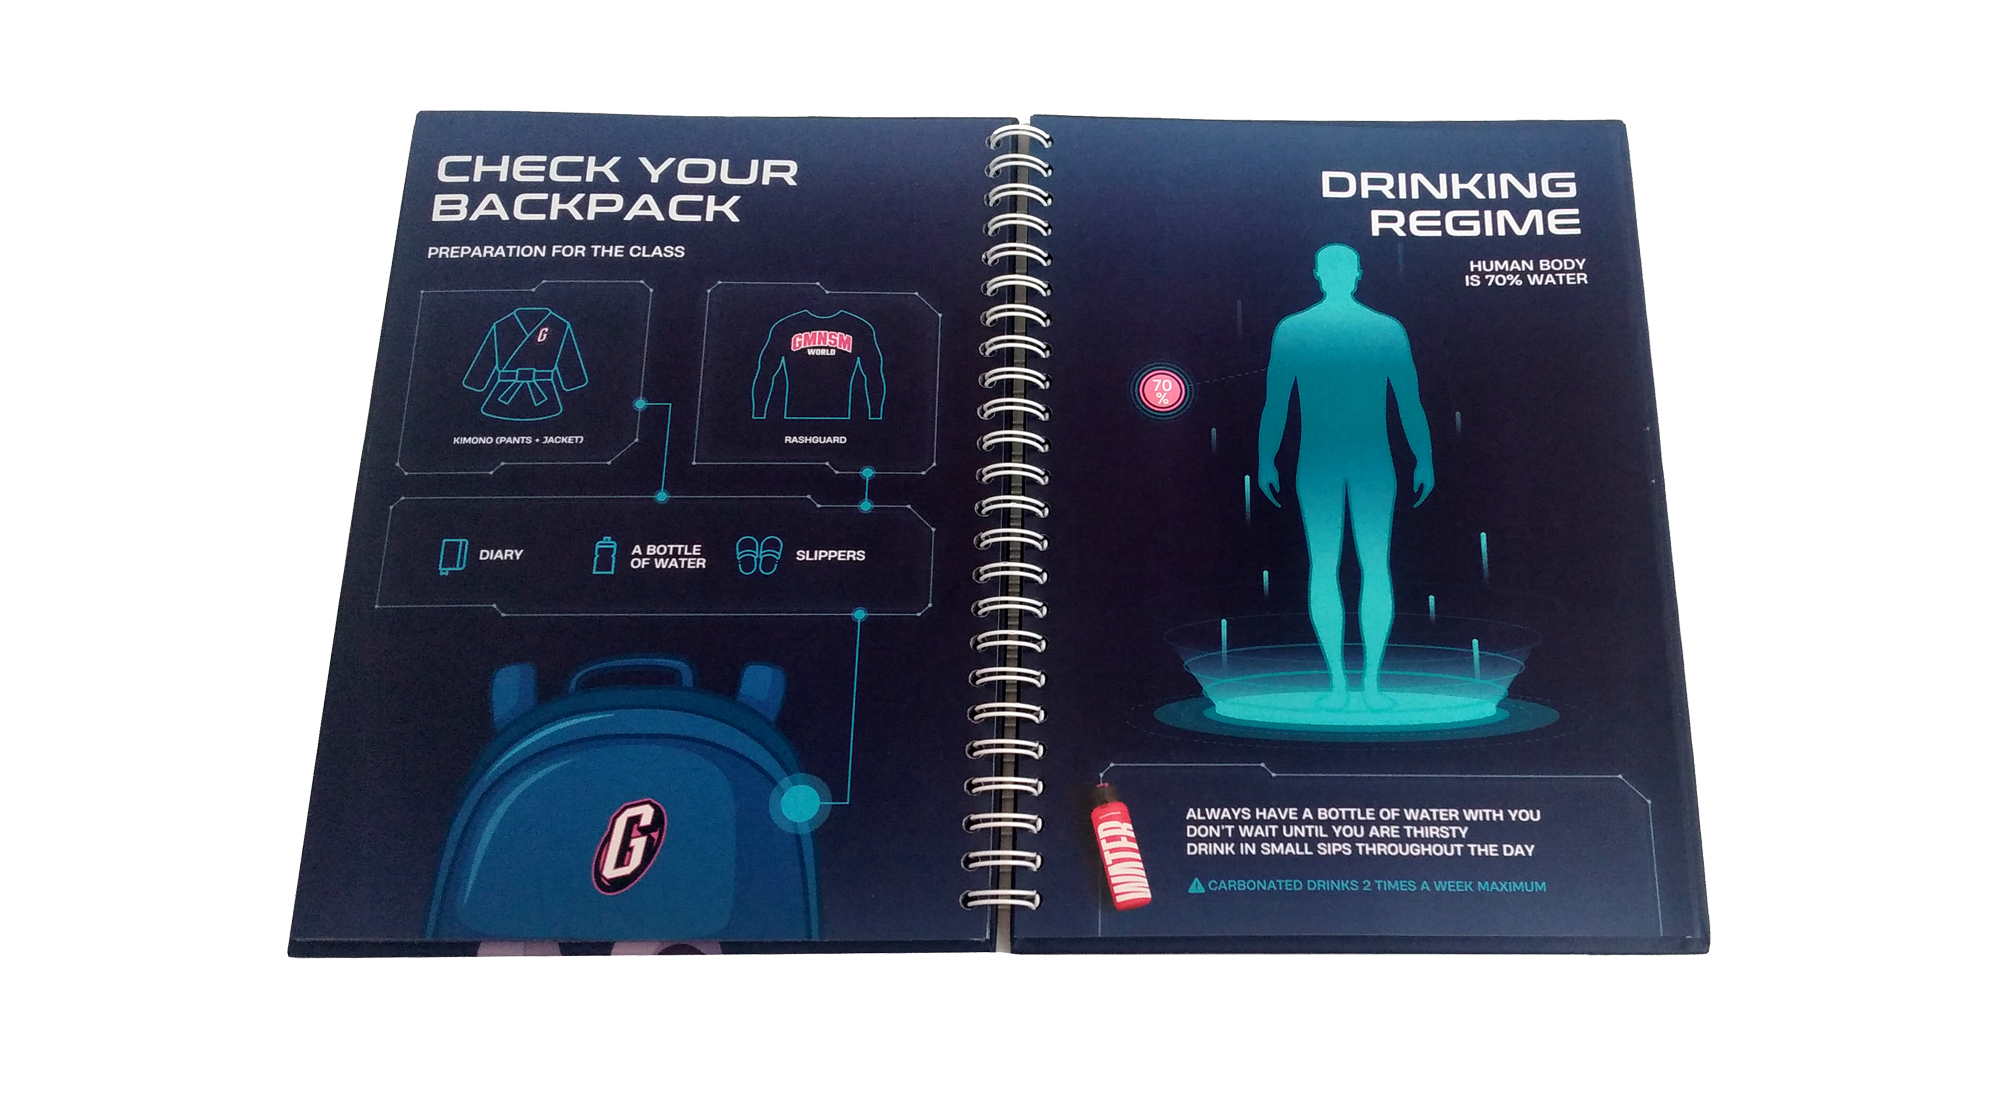 CHECK YOUR
BACKPACK
PREPARATION FOR THE CLASS
G
KIMONO (PANTS + JACKET)
GMNSM
WORLD
RASHGUARD
DIARY
A BOTTLE
OF WATER
SLIPPERS
G
DRINKING
REGIME
HUMAN BODY
IS 70% WATER
70
%
WATER
ALWAYS HAVE A BOTTLE OF WATER WITH YOU
DON'T WAIT UNTIL YOU ARE THIRSTY
DRINK IN SMALL SIPS THROUGHOUT THE DAY
CARBONATED DRINKS 2 TIMES A WEEK MAXIMUM